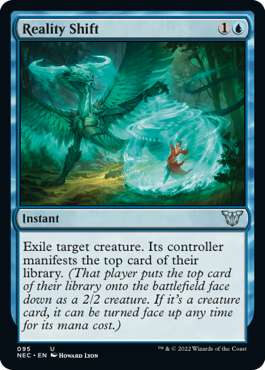 Reality Shift 1
Instant
Exile target creature. Its controller
manifests the top card of their
library. (That player puts the top card
of their library onto the battlefield face
down as a 2/2 creature. If it's a creature
card, it can be turned face up any time
for its mana cost.)
095 U
NEC • EN Howard Lyon
™ & © 2022 Wizards of the Coast